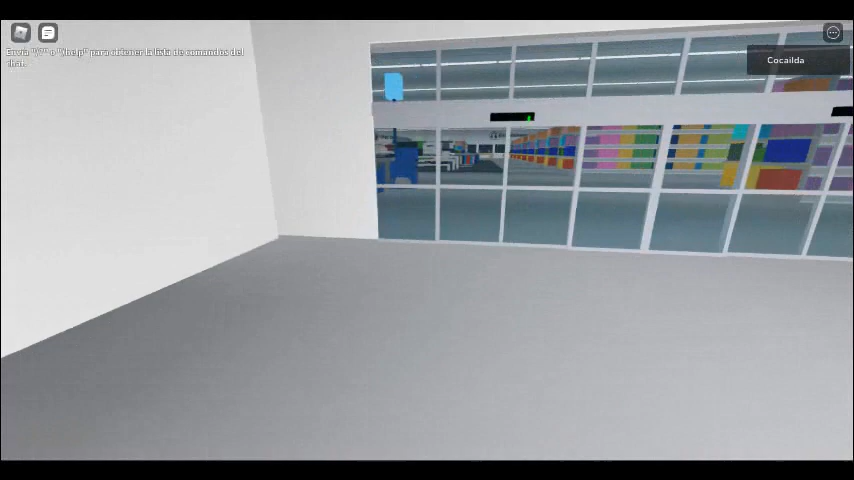 Envía "/?" o "/help" para obtener la lista de comandos del
chat.
Cocailda